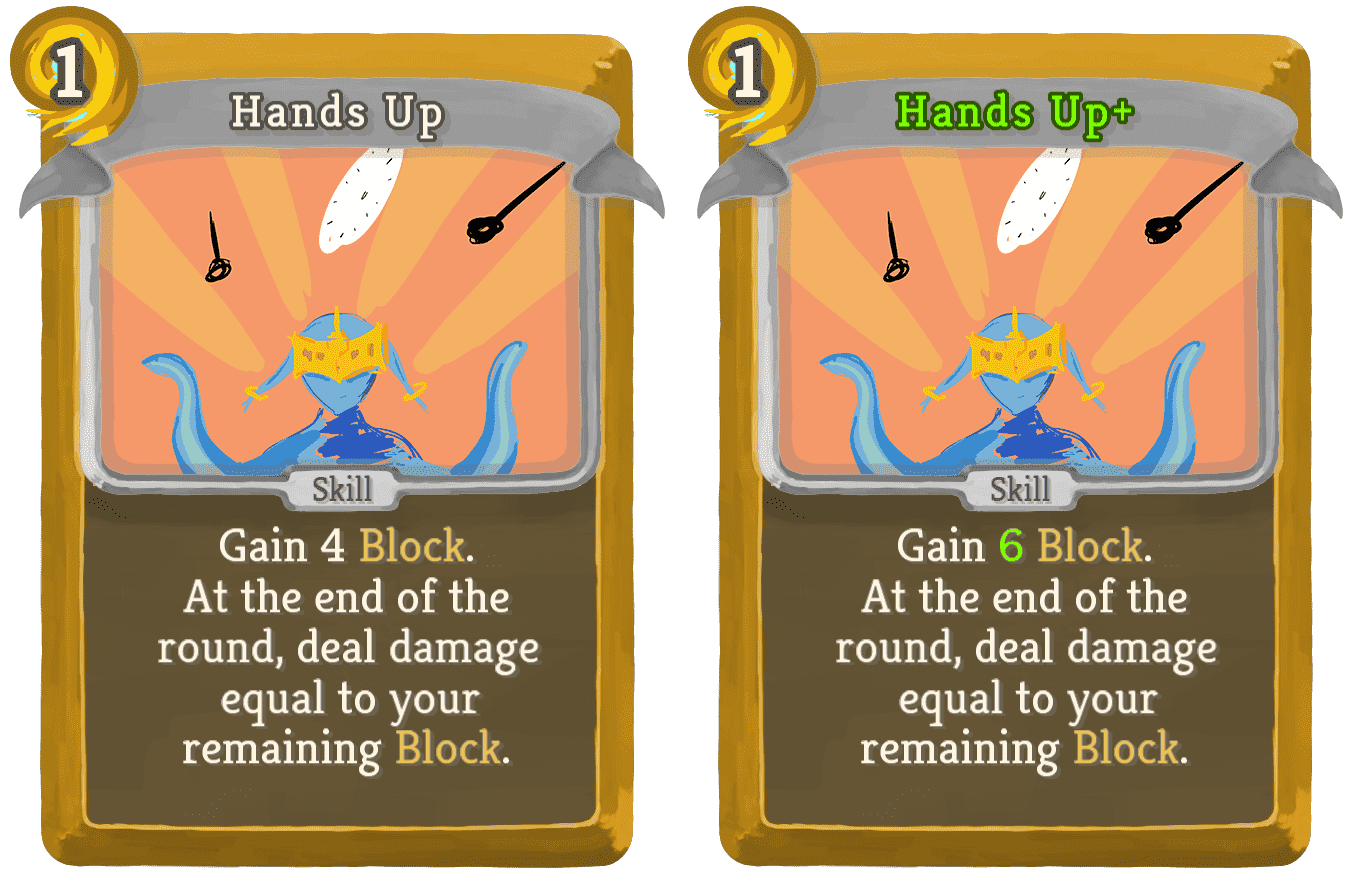 1
Hands Up
Skill
Gain 4 Block.
At the end of the
round, deal damage
equal to your
remaining Block.
1
Hands Up+
Skill
Gain 6 Block.
At the end of the
round, deal damage
equal to your
remaining Block.